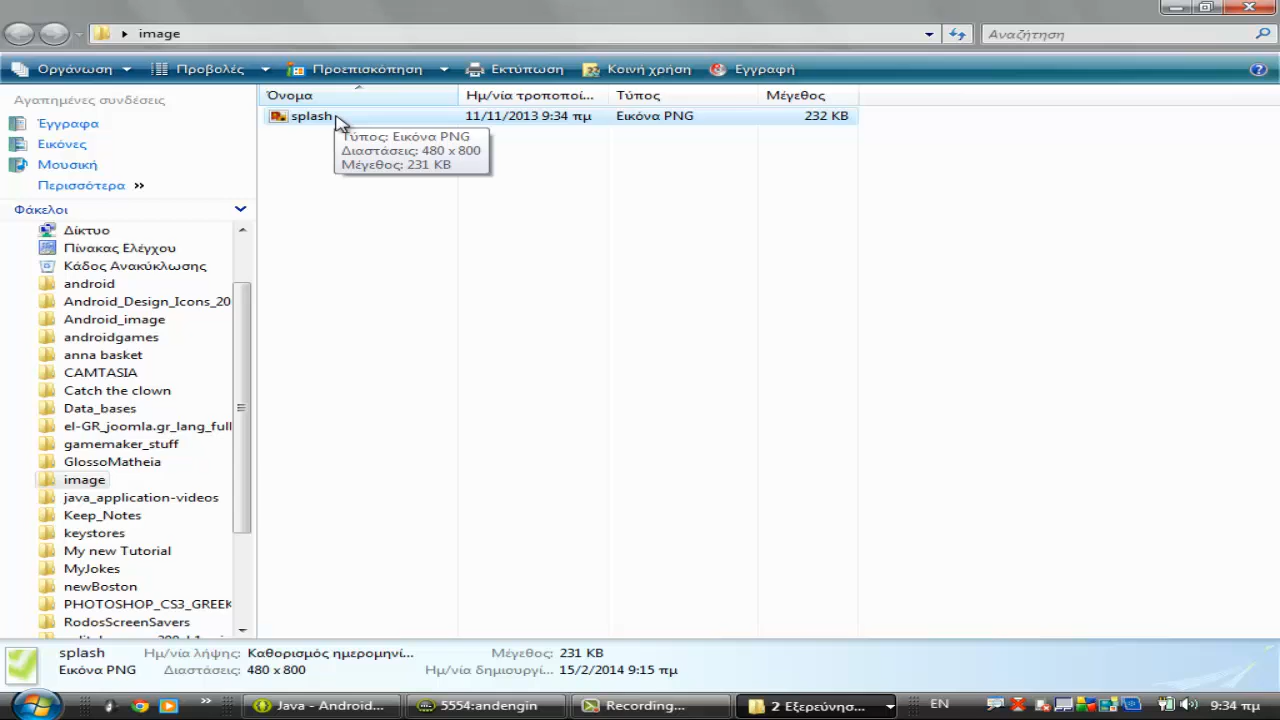 image
Αναζήτηση
Οργάνωση Προβολές Προεπισκόπηση Εκτύπωση Κοινή χρήση Εγγραφή
Αγαπημένες συνδέσεις
Έγγραφα
Εικόνες
Μουσική
Περισσότερα »
Φάκελοι
Δίκτυο
Πίνακας Ελέγχου
Κάδος Ανακύκλωσης
android
Android_Design_Icons_20
Android_image
androidgames
anna basket
CAMTASIA
Catch the clown
Data_bases
el-GR_joomla.gr_lang_full
gamemaker_stuff
GlossoMatheia
image
java_application-videos
Keep_Notes
keystores
My new Tutorial
MyJokes
newBoston
PHOTOSHOP_CS3_GREEK
RodosScreenSavers
Όνομα Ημ/νία τροποποί... Τύπος Μέγεθος
splash 11/11/2013 9:34 πμ Εικόνα PNG 232 KB
Τύπος: Εικόνα PNG
Διαστάσεις: 480 x 800
Μέγεθος: 231 KB
splash Ημ/νία λήψης: Καθορισμός ημερομηνί... Μέγεθος: 231 KB
Εικόνα PNG Διαστάσεις: 480 x 800 Ημ/νία δημιουργί... 15/2/2014 9:15 πμ
Java - Android... 5554:andengin Recording... 2 Εξερεύνησ... EN 9:34 πμ